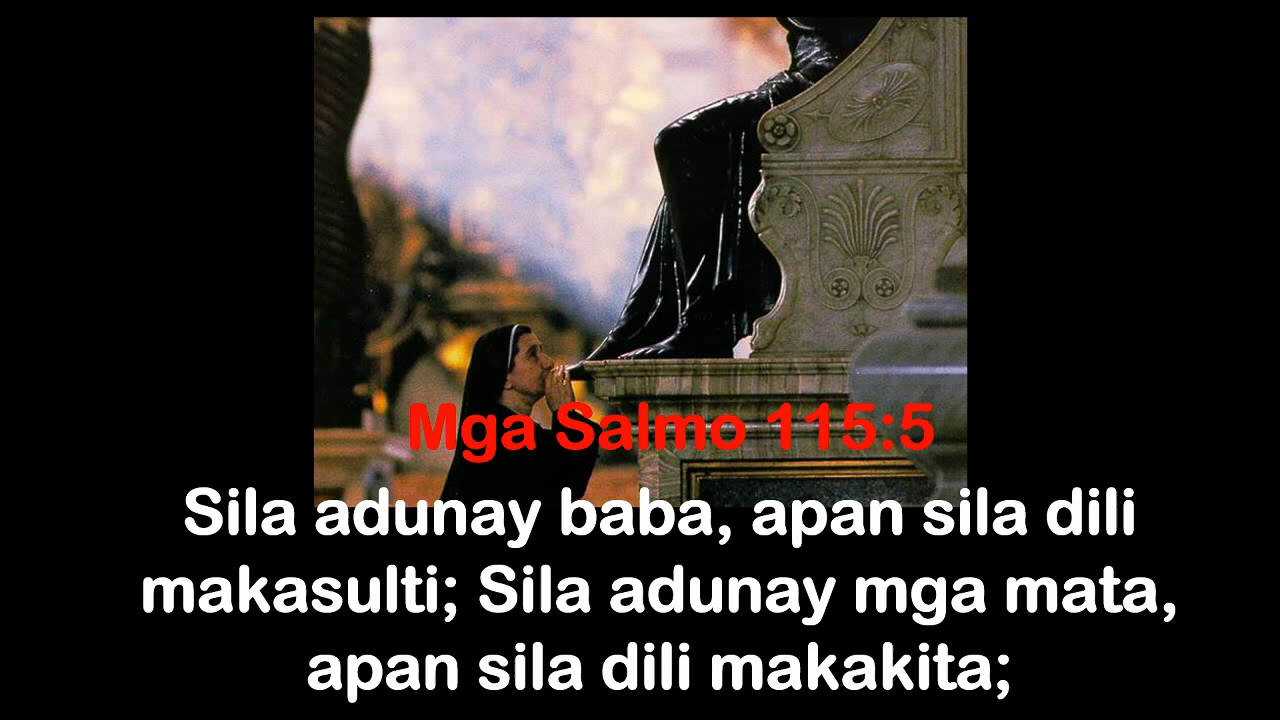 Mga Salmo 115:5
Sila adunay baba, apan sila dili
makasulti; Sila adunay mga mata,
apan sila dili makakita;